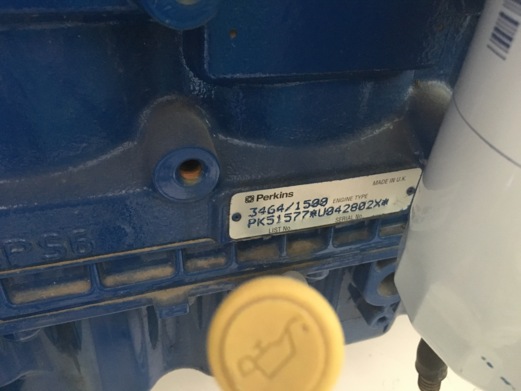 Perkins
MADE IN U.K.
3464/1500 ENGINE TYPE
PK51577*U042802X*
LIST No. SERIAL No.